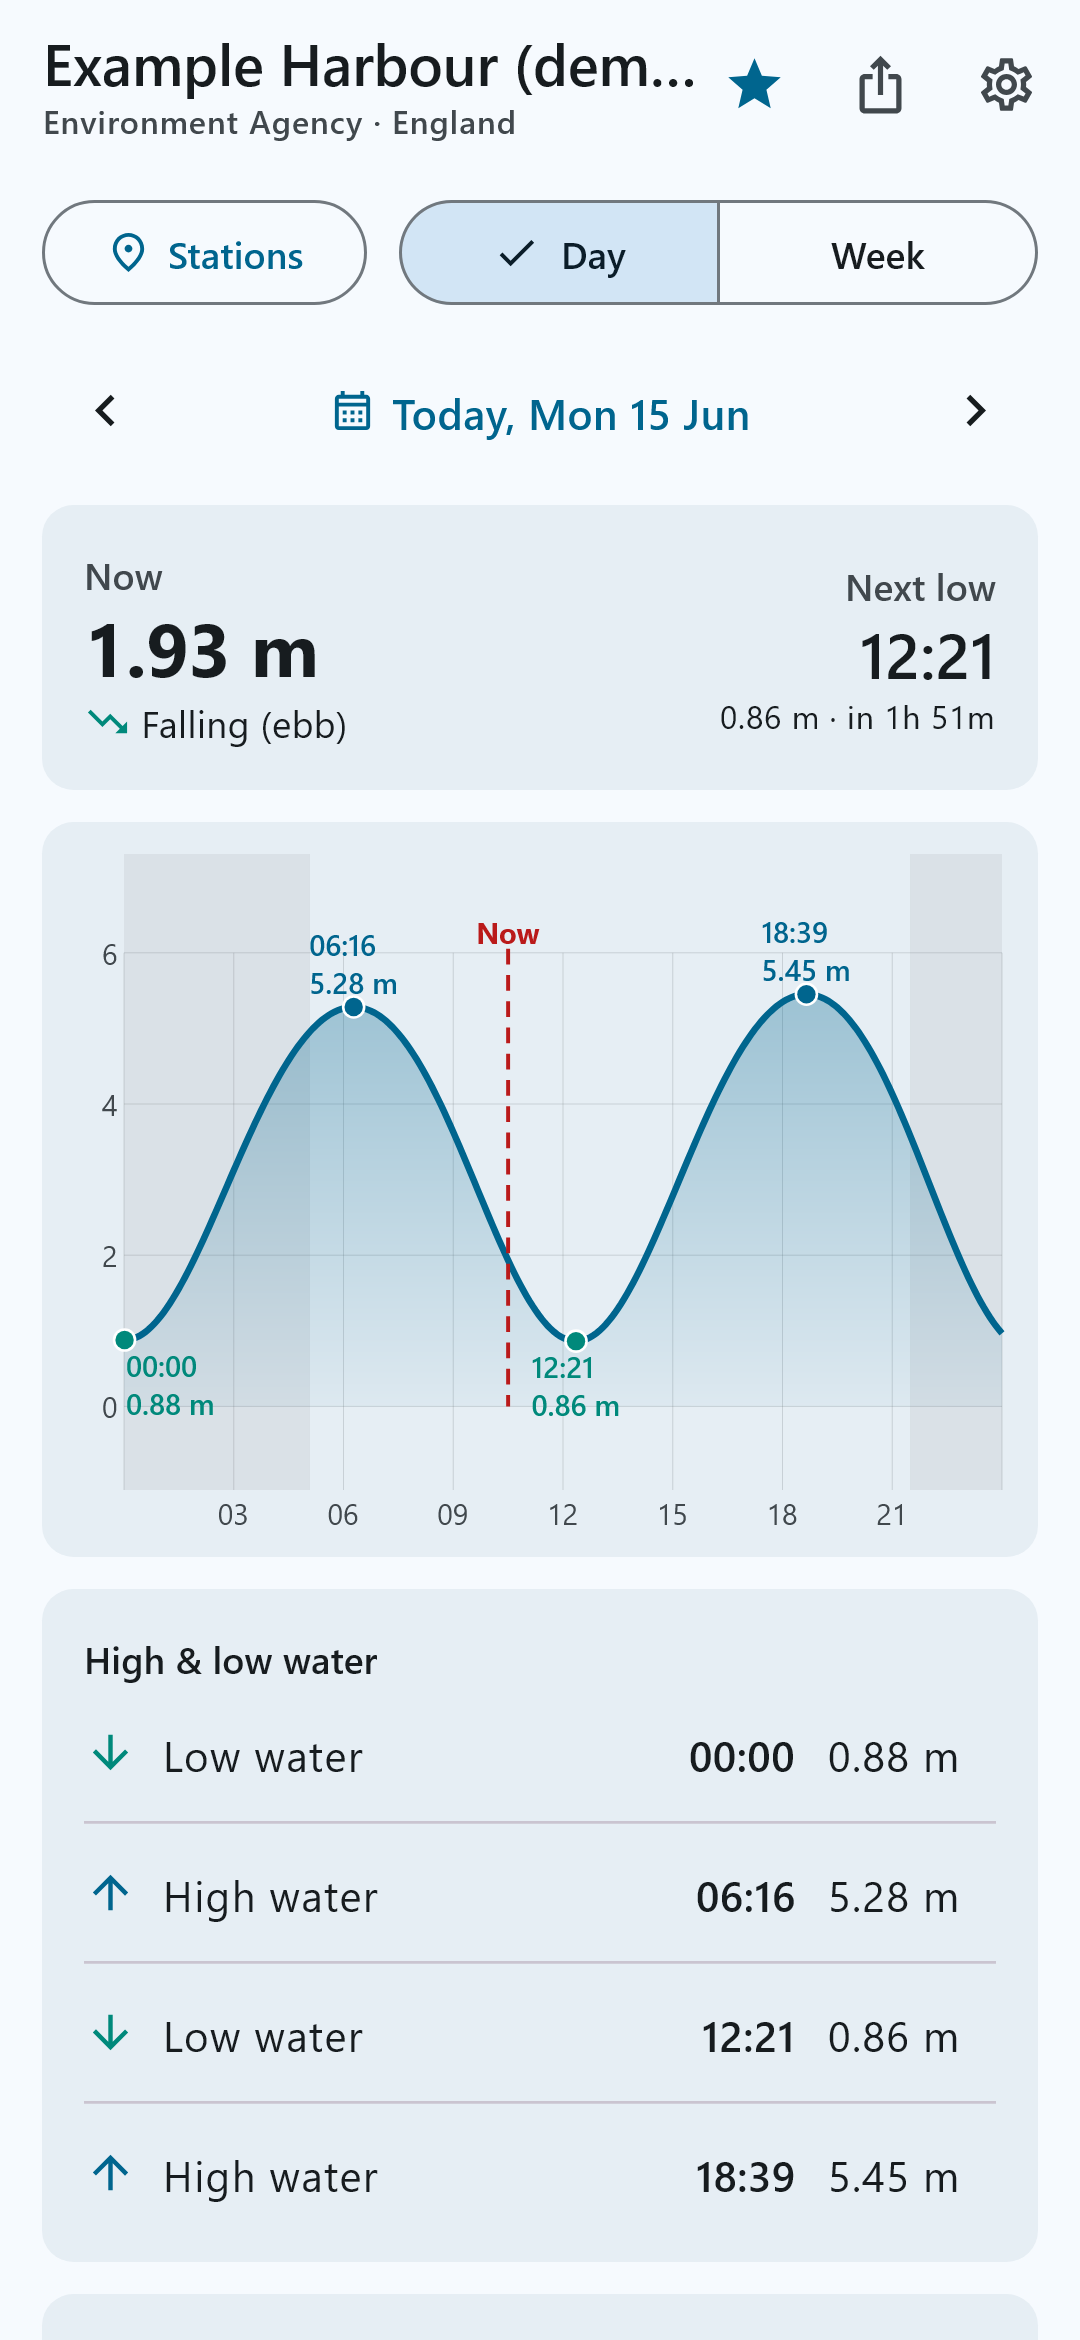 Example Harbour (dem...
Environment Agency · England
Stations
Day
Week
Today, Mon 15 Jun
Now
1.93 m
Falling (ebb)
Next low
12:21
0.86 m · in 1h 51m
6
4
2
0
06:16
5.28 m
Now
18:39
5.45 m
00:00
0.88 m
12:21
0.86 m
03 06 09 12 15 18 21
High & low water
Low water 00:00 0.88 m
High water 06:16 5.28 m
Low water 12:21 0.86 m
High water 18:39 5.45 m